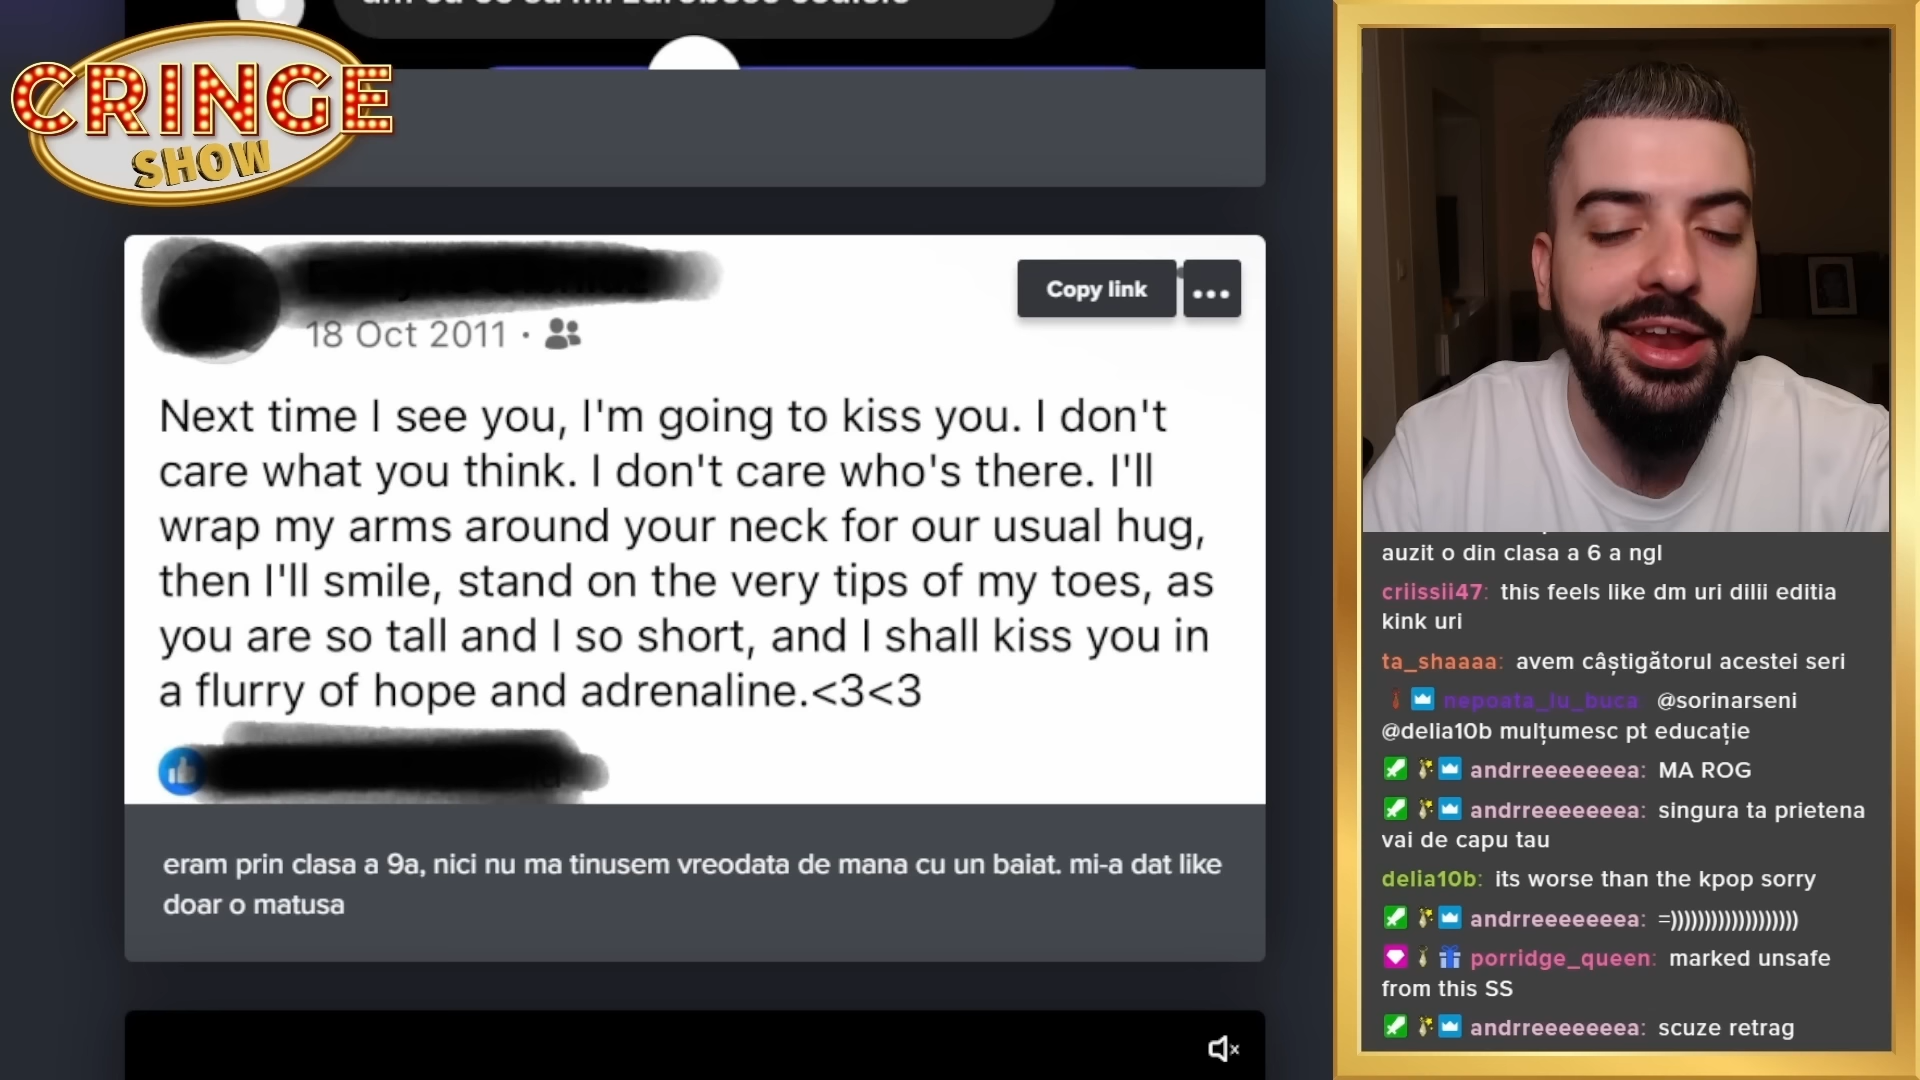 CRINGE
SHOW
Copy link
18 Oct 2011
Next time I see you, I'm going to kiss you. I don't
care what you think. I don't care who's there. I'll
wrap my arms around your neck for our usual hug,
then I'll smile, stand on the very tips of my toes, as
you are so tall and I so short, and I shall kiss you in
a flurry of hope and adrenaline.<3<3
eram prin clasa a 9a, nici nu ma tinusem vreodata de mana cu un baiat. mi-a dat like
doar o matusa
auzit o din clasa a 6 a ngl
criissii47: this feels like dm uri dilii editia
kink uri
ta_shaaaa: avem câștigătorul acestei seri
nepoata_lu_buca @sorinarseni
@delia10b mulțumesc pt educație
andrreeeeeeea: MA ROG
andrreeeeeeea: singura ta prietena
vai de capu tau
delia10b: its worse than the kpop sorry
andrreeeeeeea: =))))))))))))))))))))
porridge_queen: marked unsafe
from this SS
andrreeeeeeea: scuze retrag